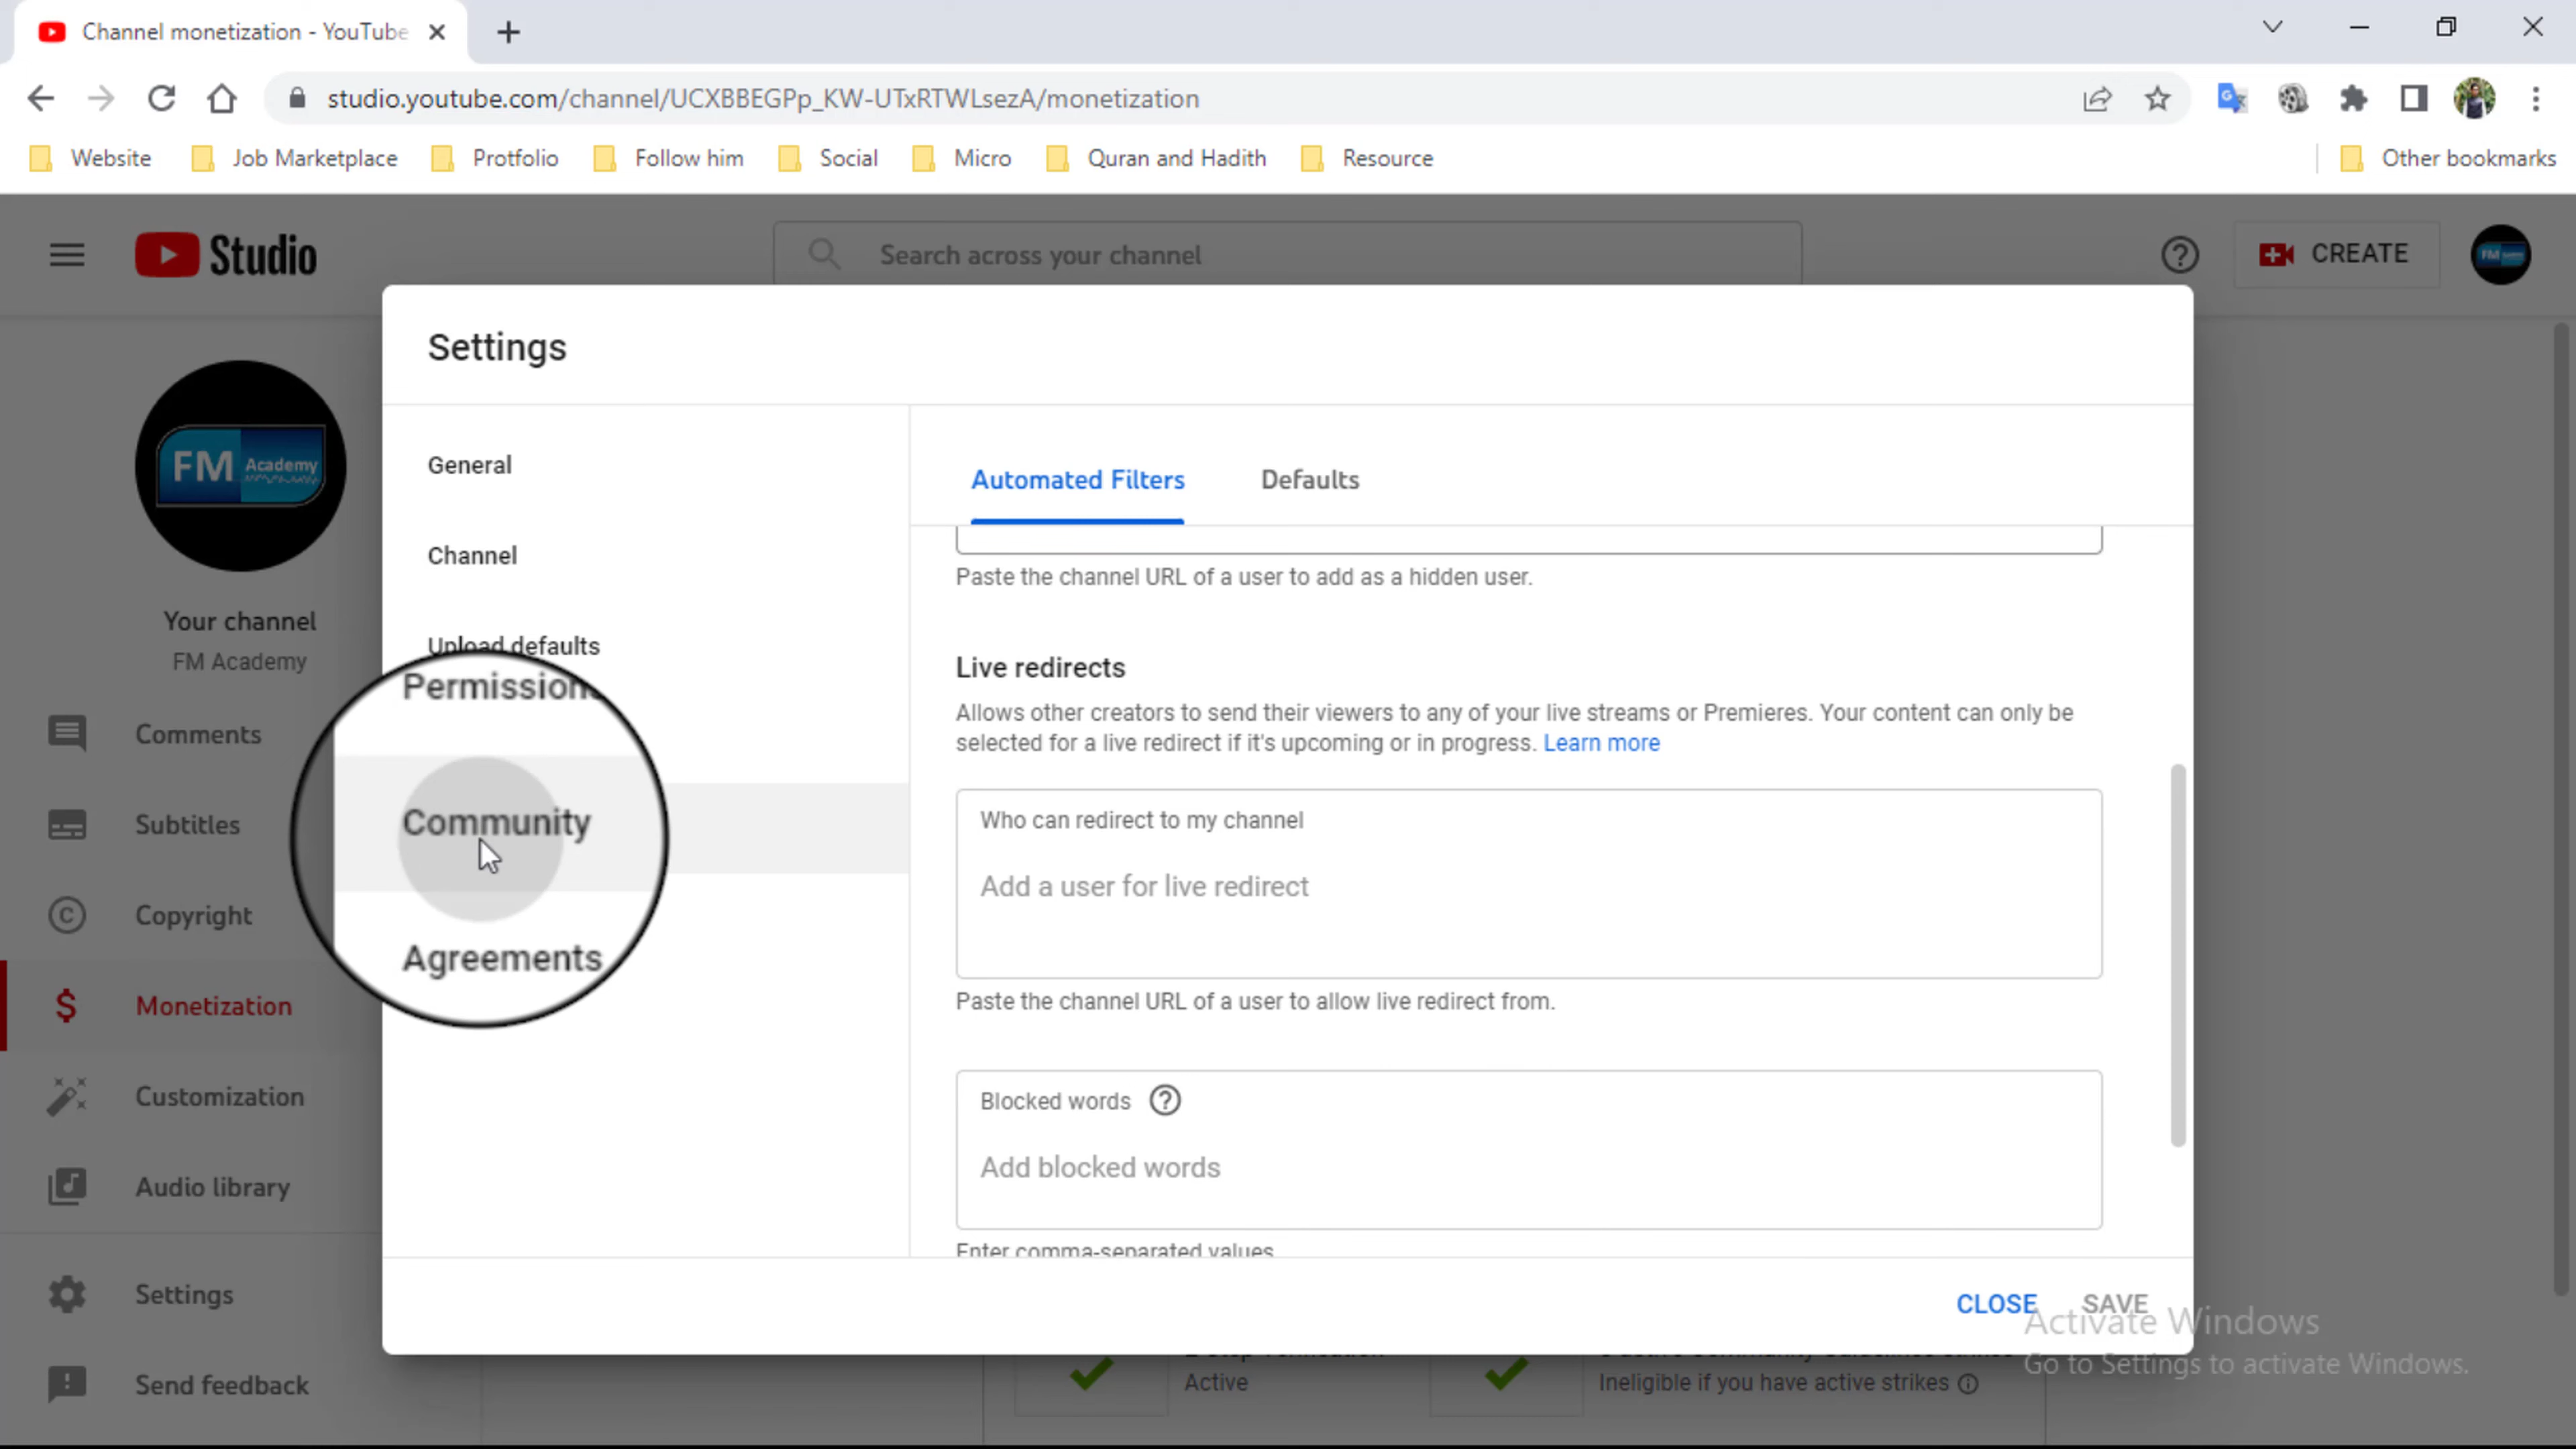 Channel monetization - YouTube
studio.youtube.com/channel/UCXBBEGPp_KW-UTxRTWLsezA/monetization
Website
Job Marketplace
Protfolio
Follow him
Social
Micro
Quran and Hadith
Resource
Other bookmarks
Studio
Search across your channel
CREATE
FM
FM Academy
Your channel
FM Academy
Comments
Subtitles
Copyright
Monetization
Customization
Audio library
Settings
Send feedback
Settings
General
Channel
Upload defaults
Permissions
Community
Agreements
Automated Filters
Defaults
Paste the channel URL of a user to add as a hidden user.
Live redirects
Allows other creators to send their viewers to any of your live streams or Premieres. Your content can only be
selected for a live redirect if it's upcoming or in progress. Learn more
Who can redirect to my channel
Add a user for live redirect
Paste the channel URL of a user to allow live redirect from.
Blocked words
Add blocked words
Enter comma-separated values
CLOSE
SAVE
Activate Windows
Go to Settings to activate Windows.
Active
Ineligible if you have active strikes